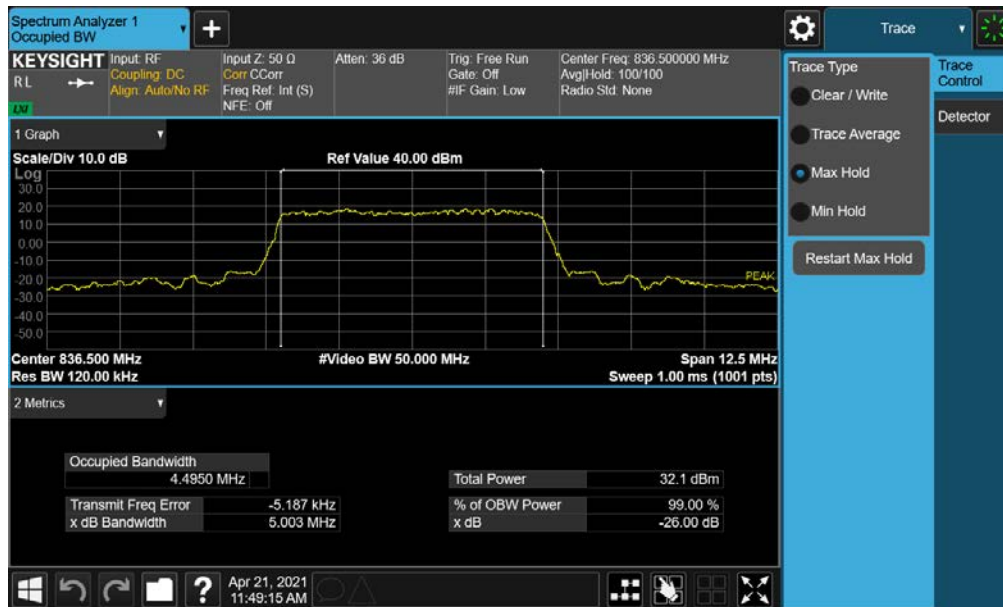 Spectrum Analyzer 1
Occupied BW
+
Trace
KEYSIGHT
RL
LXI
Input: RF
Coupling: DC
Align: Auto/No RF
Input Z: 50 Ω
Corr CCorr
Freq Ref: Int (S)
NFE: Off
Atten: 36 dB
Trig: Free Run
Gate: Off
#IF Gain: Low
Center Freq: 836.500000 MHz
Avg|Hold: 100/100
Radio Std: None
Trace Type
Clear / Write
Trace Average
Max Hold
Min Hold
Restart Max Hold
Trace
Control
Detector
1 Graph
Scale/Div 10.0 dB
Ref Value 40.00 dBm
Log
30.0
20.0
10.0
0.00
-10.0
-20.0
-30.0
-40.0
-50.0
PEAK
Center 836.500 MHz
#Video BW 50.000 MHz
Span 12.5 MHz
Res BW 120.00 kHz
Sweep 1.00 ms (1001 pts)
2 Metrics
Occupied Bandwidth
4.4950 MHz
Total Power 32.1 dBm
Transmit Freq Error -5.187 kHz
% of OBW Power 99.00 %
x dB Bandwidth 5.003 MHz
x dB -26.00 dB
?
Apr 21, 2021
11:49:15 AM